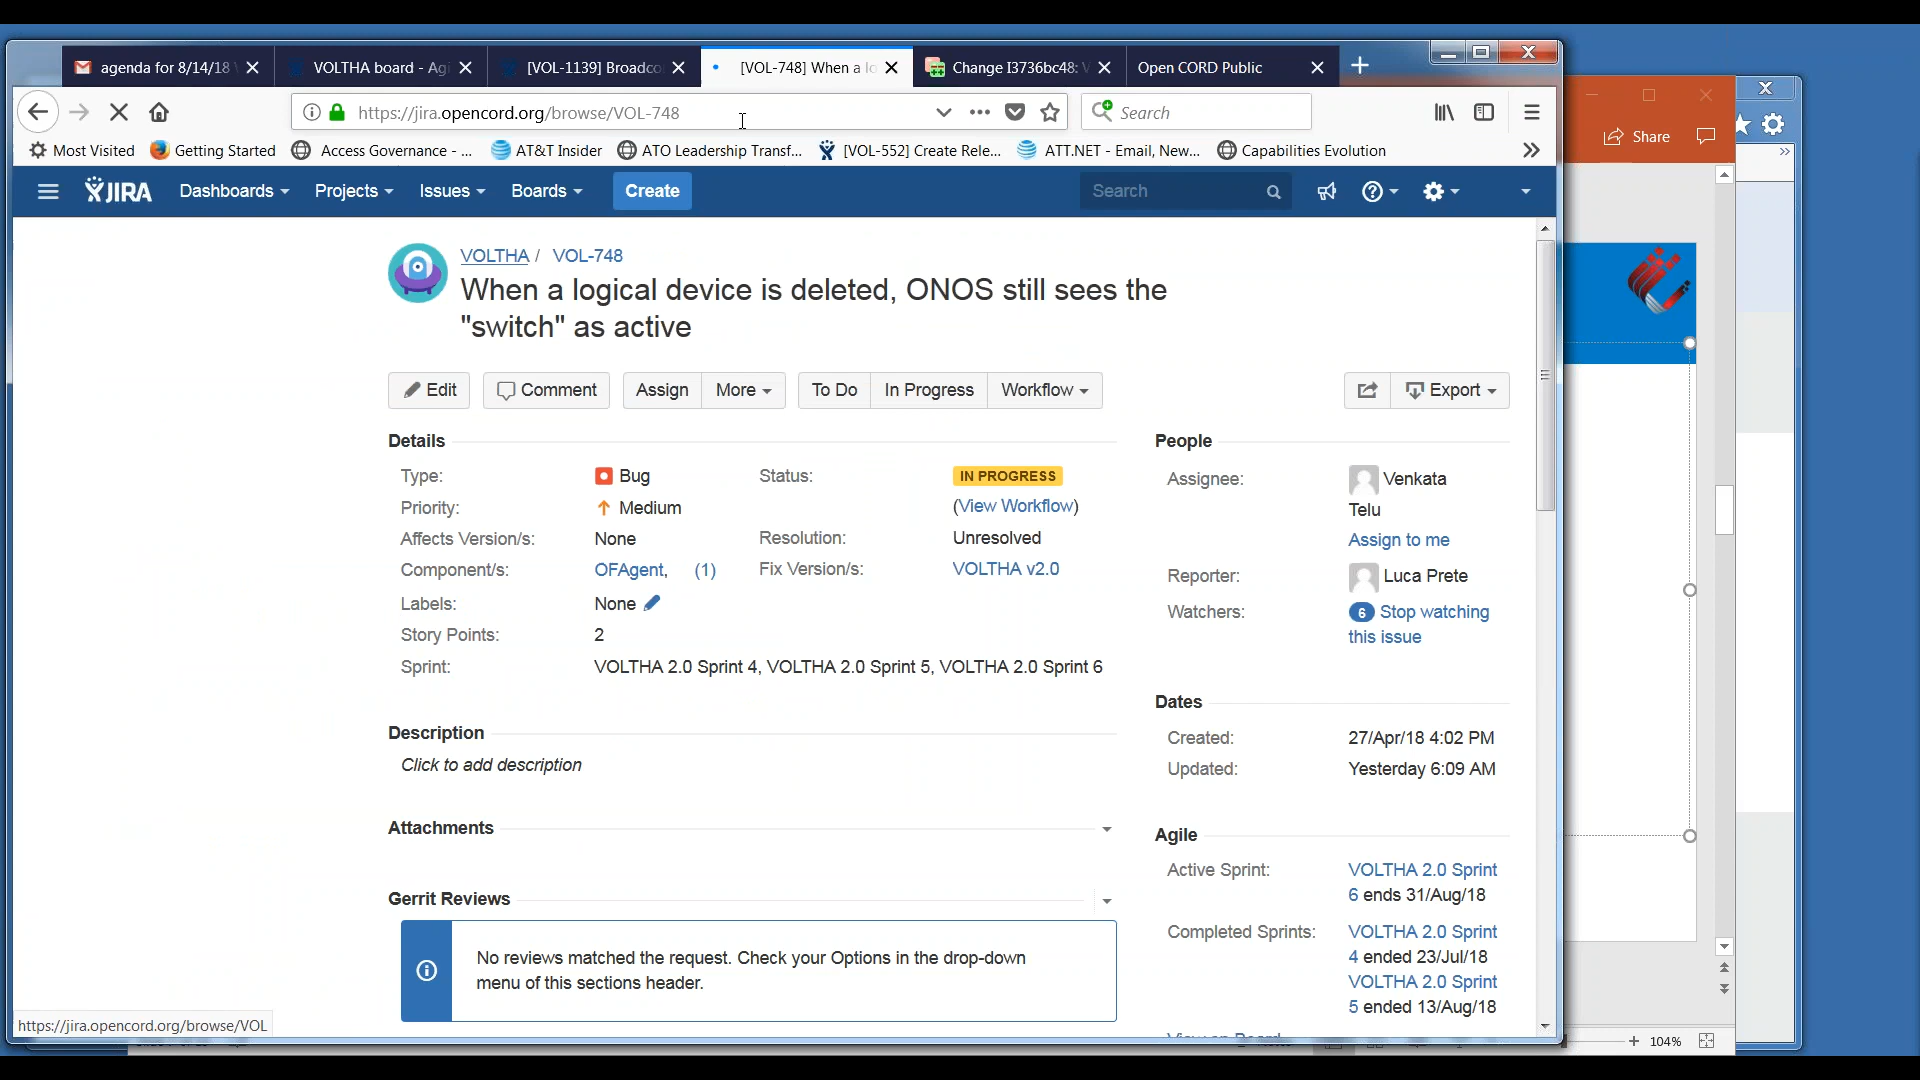 agenda for 8/14/18
VOLTHA board - Agi
[VOL-1139] Broadco
[VOL-748] When a lo
Change I3736bc48: V
Open CORD Public
https://jira.opencord.org/browse/VOL-748
Search
Share
Most Visited
Getting Started
Access Governance - ...
AT&T Insider
ATO Leadership Transf...
[VOL-552] Create Rele...
ATT.NET - Email, New...
Capabilities Evolution
JIRA
Dashboards
Projects
Issues
Boards
Create
Search
VOLTHA / VOL-748
When a logical device is deleted, ONOS still sees the
"switch" as active
Edit
Comment
Assign
More
To Do
In Progress
Workflow
Export
Details
Type: Bug
Status: IN PROGRESS
(View Workflow)
Priority: Medium
Affects Version/s: None
Resolution: Unresolved
Component/s: OFAgent, (1)
Fix Version/s: VOLTHA v2.0
Labels: None
Story Points: 2
Sprint: VOLTHA 2.0 Sprint 4, VOLTHA 2.0 Sprint 5, VOLTHA 2.0 Sprint 6
Description
Click to add description
Attachments
Gerrit Reviews
No reviews matched the request. Check your Options in the drop-down
menu of this sections header.
People
Assignee: Venkata
Telu
Assign to me
Reporter: Luca Prete
Watchers: 6 Stop watching
this issue
Dates
Created: 27/Apr/18 4:02 PM
Updated: Yesterday 6:09 AM
Agile
Active Sprint: VOLTHA 2.0 Sprint
6 ends 31/Aug/18
Completed Sprints: VOLTHA 2.0 Sprint
4 ended 23/Jul/18
VOLTHA 2.0 Sprint
5 ended 13/Aug/18
View on Board
https://jira.opencord.org/browse/VOL
104%